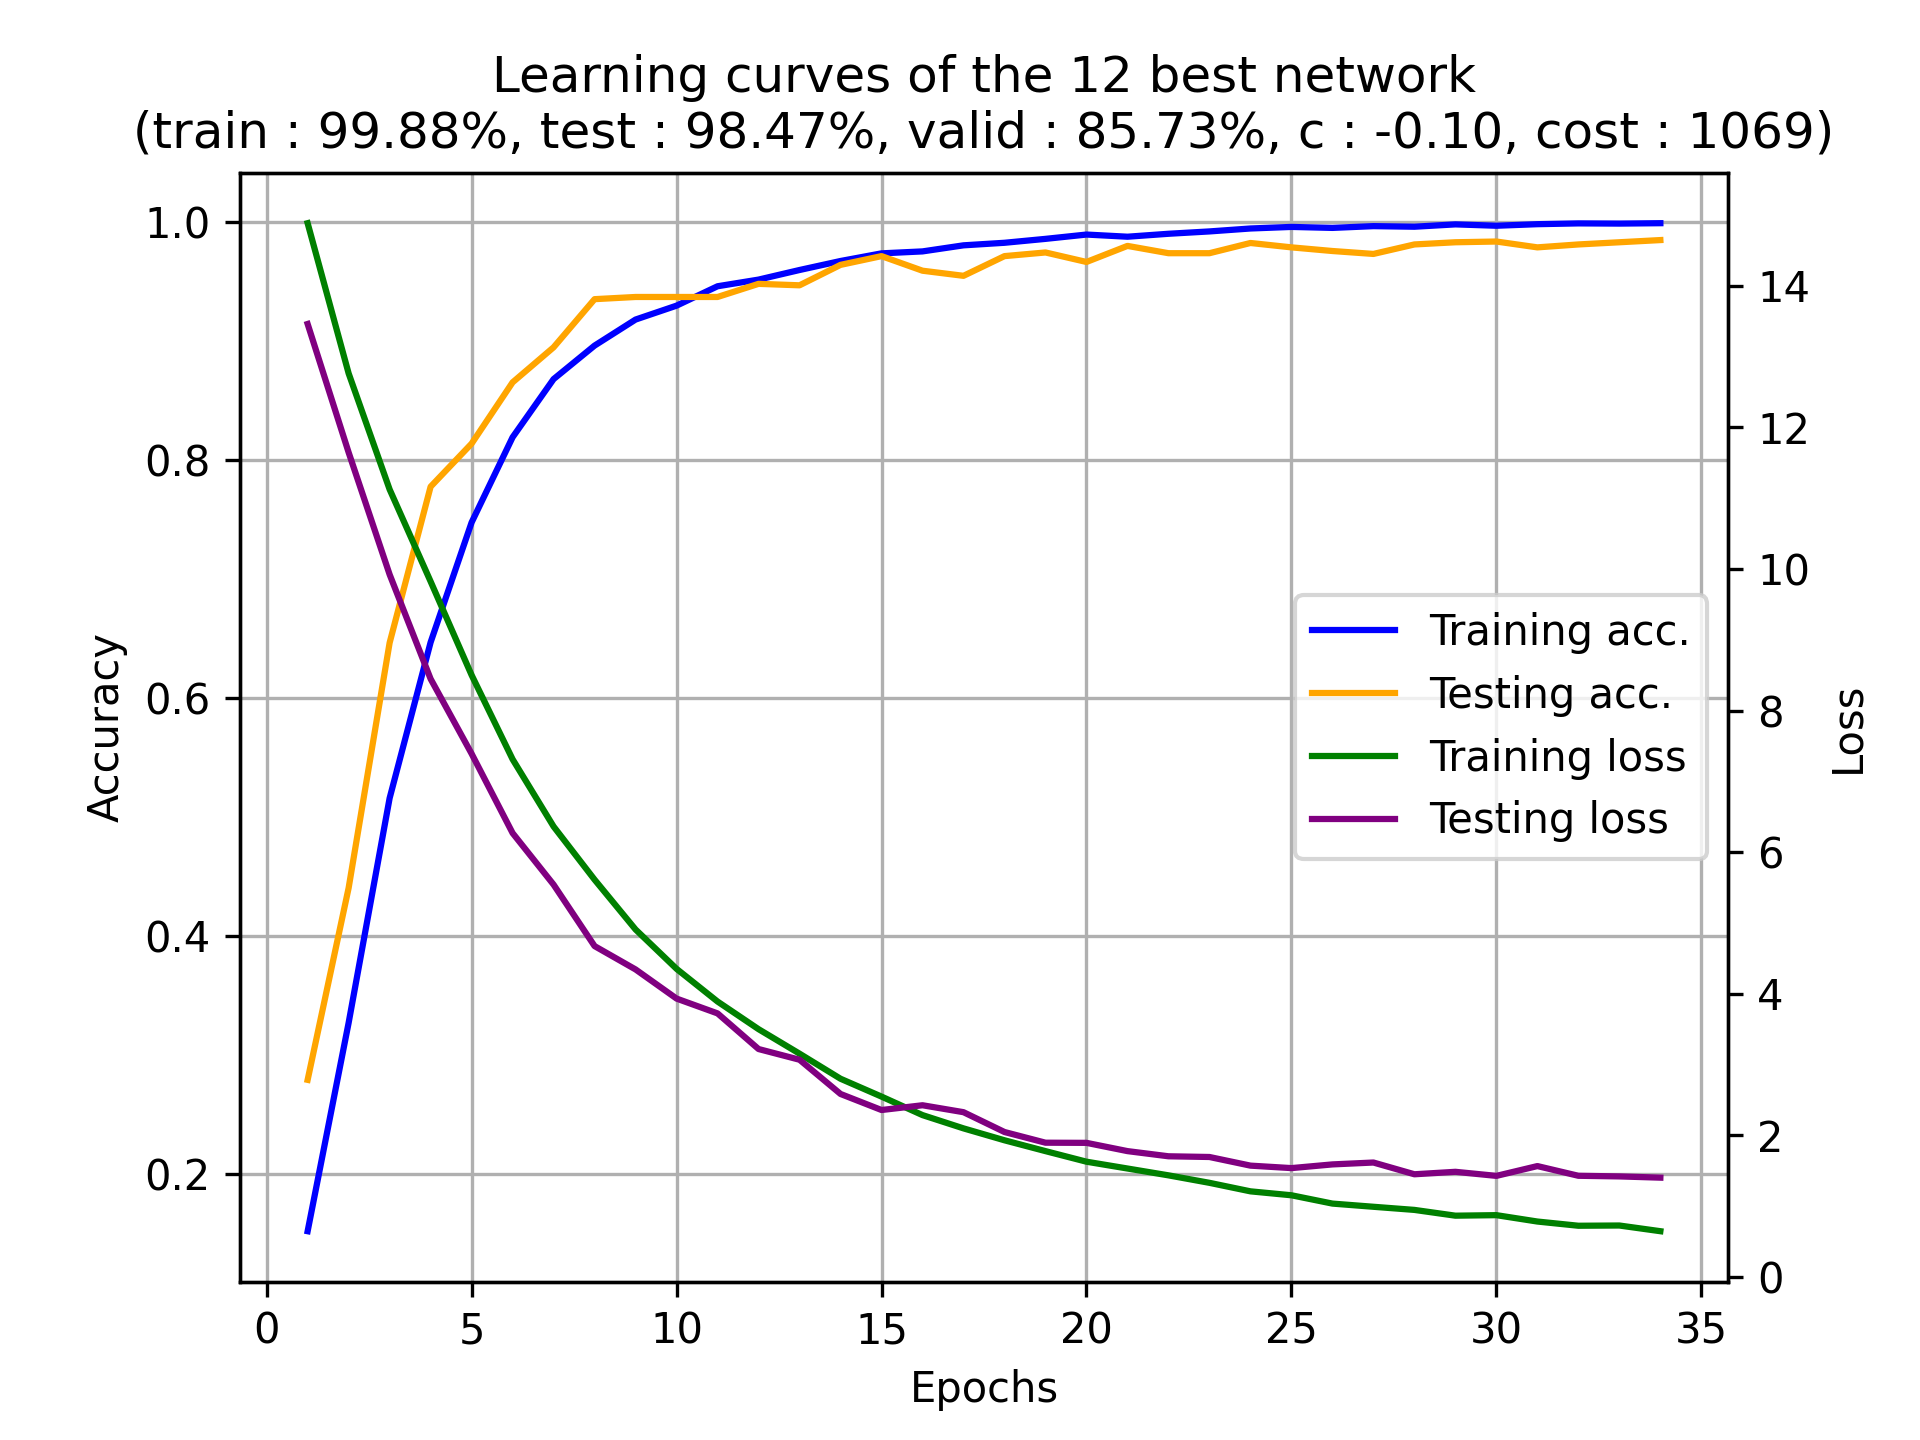 Learning curves of the 12 best network
(train : 99.88%, test : 98.47%, valid : 85.73%, c : -0.10, cost : 1069)
Accuracy
1.0
0.8
0.6
0.4
0.2
14
12
10
8
6
4
2
0
Loss
Training acc.
Testing acc.
Training loss
Testing loss
0 5 10 15 20 25 30 35
Epochs